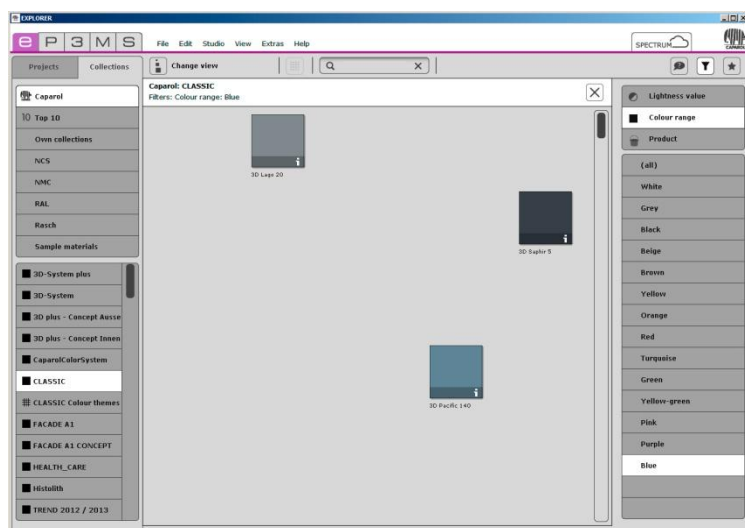 EXPLORER
e P 3 M S
File Edit Studio View Extras Help
SPECTRUM
CAPAROL
Projects Collections
Change view
X
Caparol
Caparol: CLASSIC
Filters: Colour range: Blue
Lightness value
Colour range
Product
10 Top 10
Own collections
NCS
NMC
RAL
Rasch
Sample materials
3D-System plus
3D-System
3D plus - Concept Ausse
3D plus - Concept Innen
CaparolColorSystem
CLASSIC
CLASSIC Colour themes
FACADE A1
FACADE A1 CONCEPT
HEALTH_CARE
Histolith
TREND 2012 / 2013
i
3D Lago 20
i
3D Saphir 5
i
3D Pacific 140
(all)
White
Grey
Black
Beige
Brown
Yellow
Orange
Red
Turquoise
Green
Yellow-green
Pink
Purple
Blue